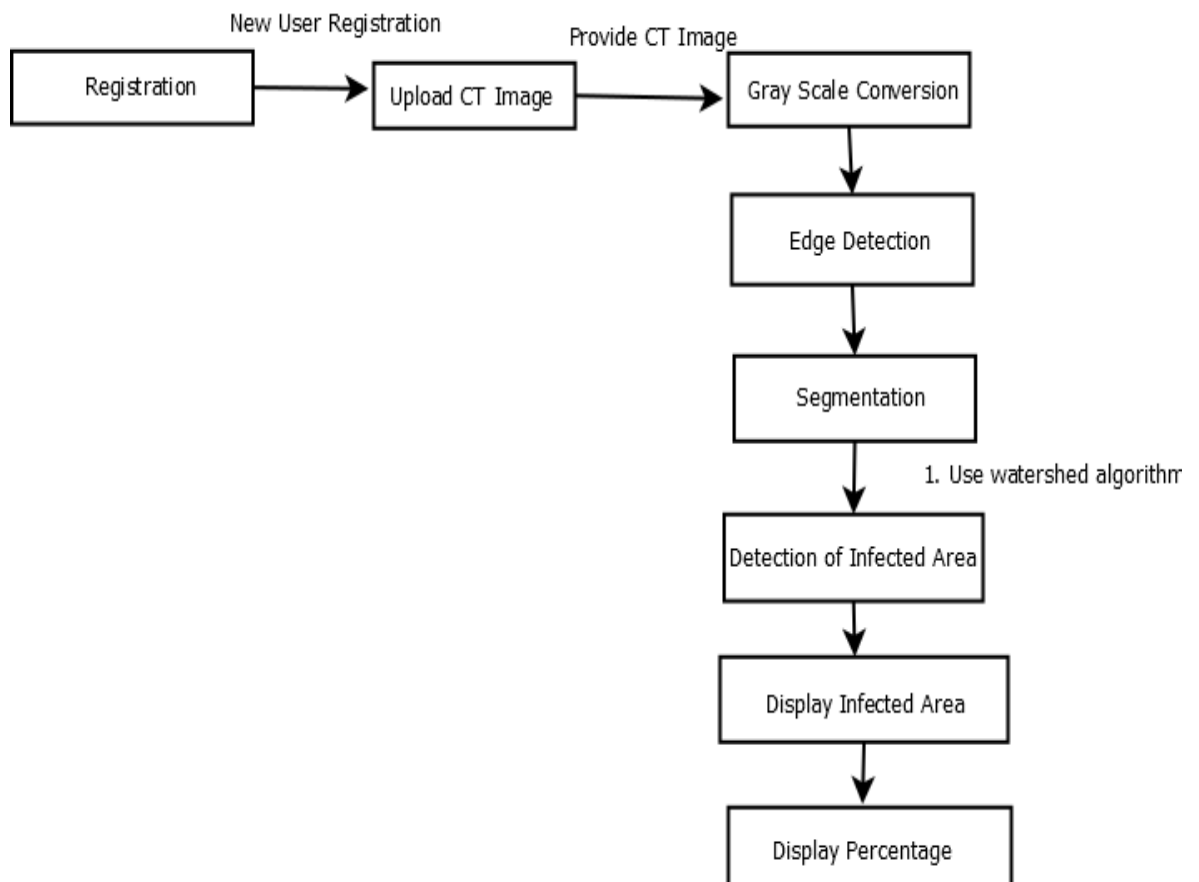 New User Registration
Provide CT Image
Registration
Upload CT Image
Gray Scale Conversion
Edge Detection
Segmentation
1. Use watershed algorithm
Detection of Infected Area
Display Infected Area
Display Percentage